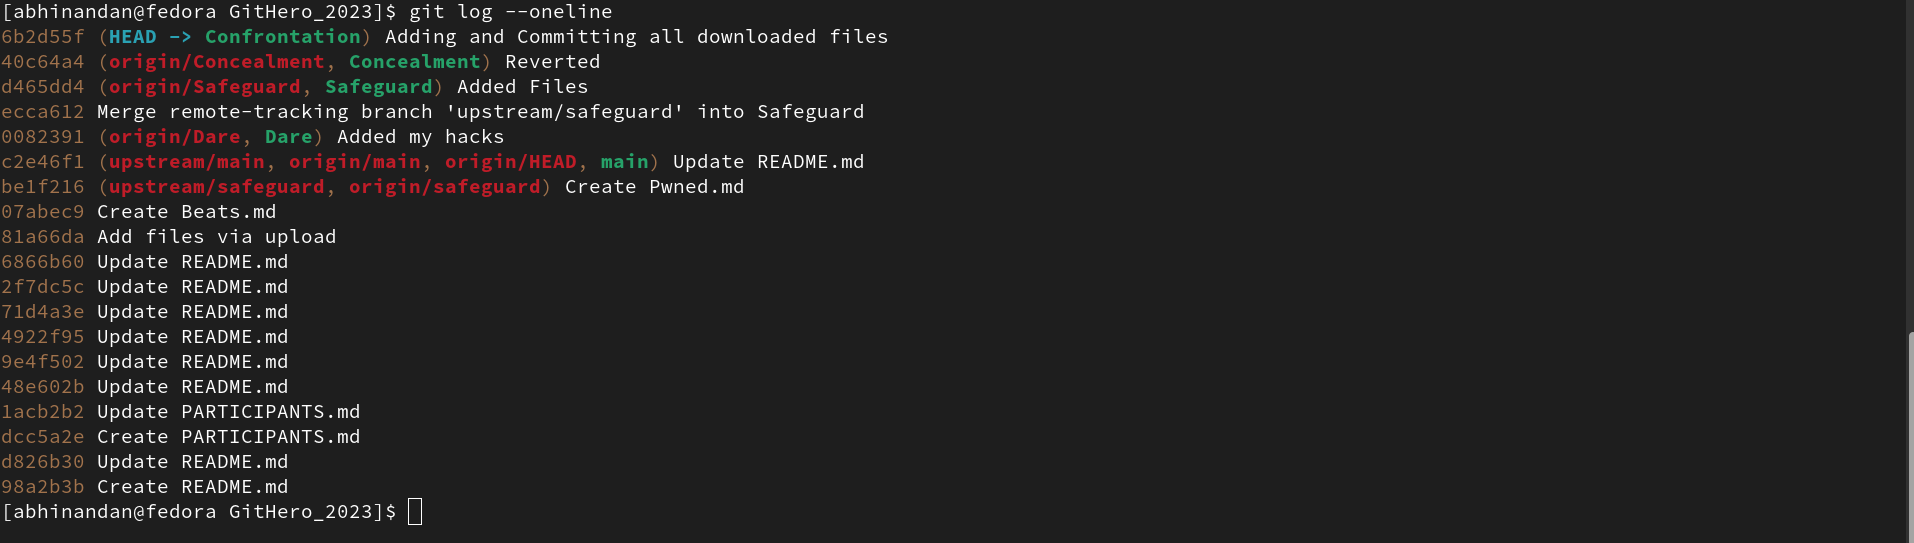 [abhinandan@fedora GitHero_2023]$ git log --oneline
6b2d55f (HEAD -> Confrontation) Adding and Committing all downloaded files
40c64a4 (origin/Concealment, Concealment) Reverted
d465dd4 (origin/Safeguard, Safeguard) Added Files
ecca612 Merge remote-tracking branch 'upstream/safeguard' into Safeguard
0082391 (origin/Dare, Dare) Added my hacks
c2e46f1 (upstream/main, origin/main, origin/HEAD, main) Update README.md
be1f216 (upstream/safeguard, origin/safeguard) Create Pwned.md
07abec9 Create Beats.md
81a66da Add files via upload
6866b60 Update README.md
2f7dc5c Update README.md
71d4a3e Update README.md
4922f95 Update README.md
9e4f502 Update README.md
48e602b Update README.md
1acb2b2 Update PARTICIPANTS.md
dcc5a2e Create PARTICIPANTS.md
d826b30 Update README.md
98a2b3b Create README.md
[abhinandan@fedora GitHero_2023]$